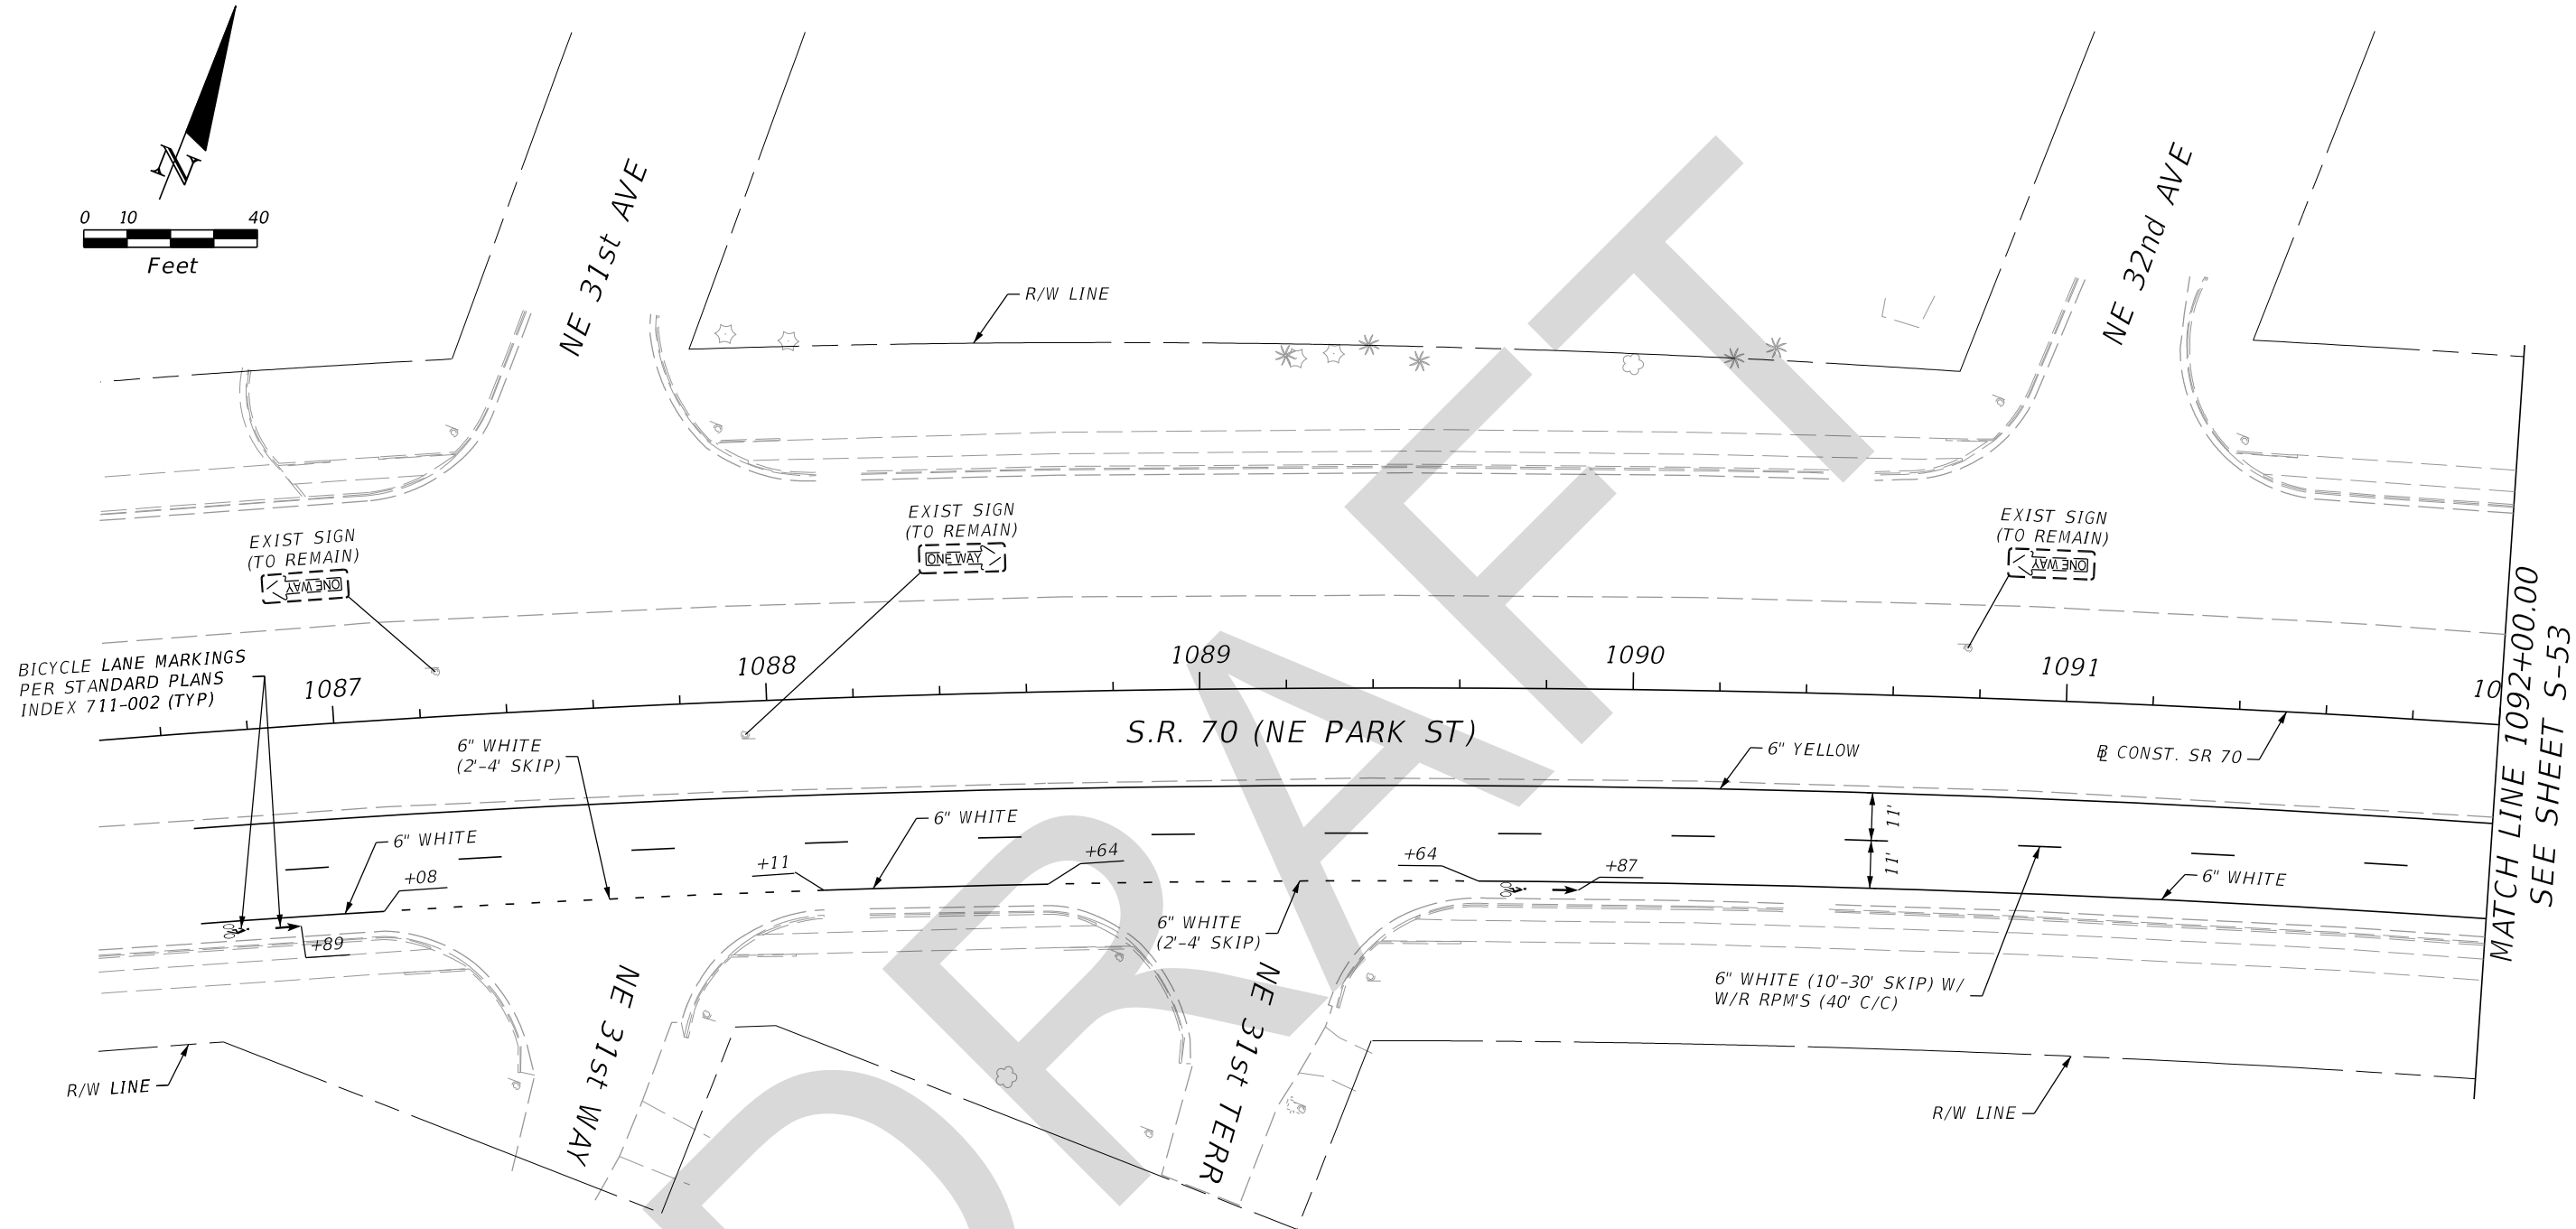 0 10 40
Feet
N
NE 31st AVE
NE 32nd AVE
R/W LINE
EXIST SIGN
(TO REMAIN)
ONE WAY
EXIST SIGN
(TO REMAIN)
ONE WAY
EXIST SIGN
(TO REMAIN)
ONE WAY
BICYCLE LANE MARKINGS
PER STANDARD PLANS
INDEX 711-002 (TYP)
1087
1088
1089
1090
1091
10
S.R. 70 (NE PARK ST)
6" WHITE
(2'-4' SKIP)
6" YELLOW
BL CONST. SR 70
MATCH LINE 1092+00.00
SEE SHEET S-53
6" WHITE
+08
+89
+11
6" WHITE
+64
+64
+87
11'
11'
6" WHITE
6" WHITE
(2'-4' SKIP)
6" WHITE (10'-30' SKIP) W/
W/R RPM'S (40' C/C)
NE 31st WAY
NE 31st TERR
R/W LINE
R/W LINE
DRAFT